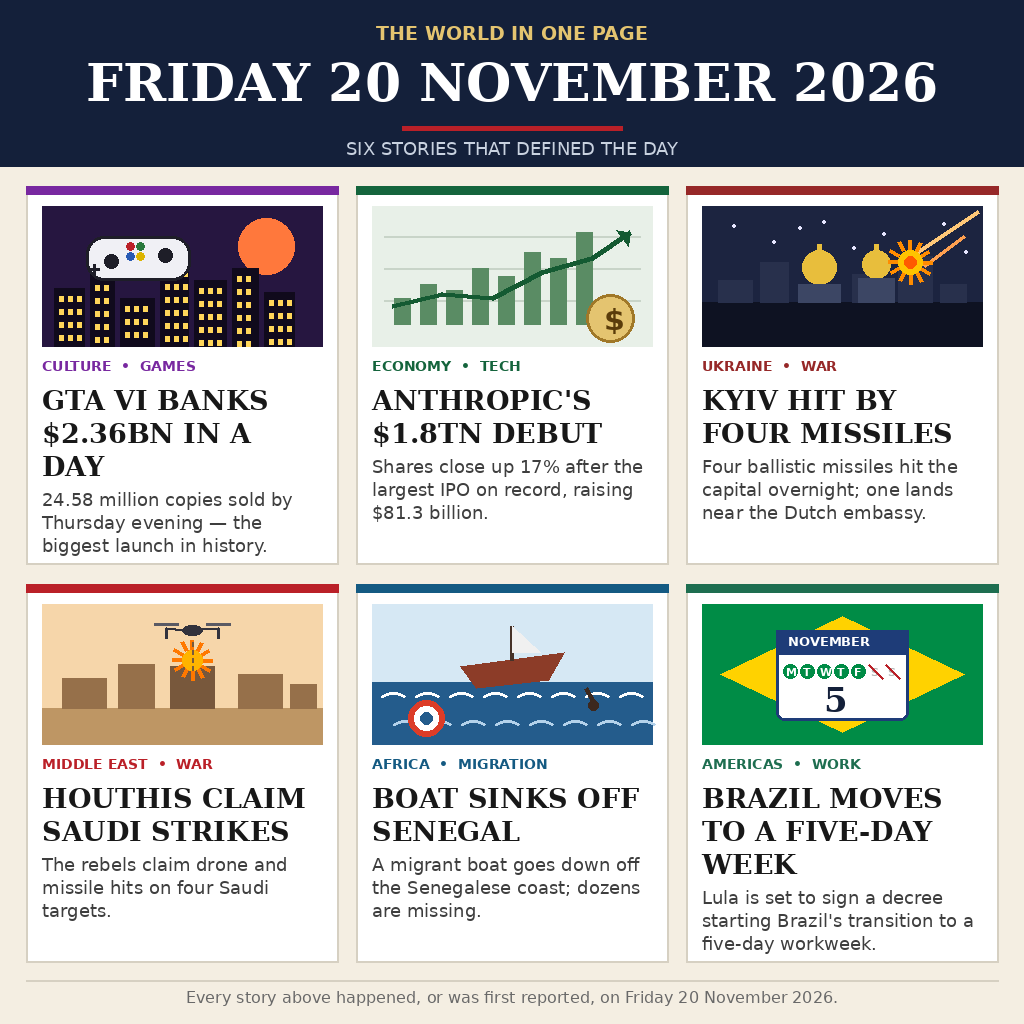 THE WORLD IN ONE PAGE
FRIDAY 20 NOVEMBER 2026
SIX STORIES THAT DEFINED THE DAY
CULTURE • GAMES
GTA VI BANKS
$2.36BN IN A
DAY
24.58 million copies sold by
Thursday evening — the
biggest launch in history.
$
ECONOMY • TECH
ANTHROPIC'S
$1.8TN DEBUT
Shares close up 17% after the
largest IPO on record, raising
$81.3 billion.
UKRAINE • WAR
KYIV HIT BY
FOUR MISSILES
Four ballistic missiles hit the
capital overnight; one lands
near the Dutch embassy.
MIDDLE EAST • WAR
HOUTHIS CLAIM
SAUDI STRIKES
The rebels claim drone and
missile hits on four Saudi
targets.
AFRICA • MIGRATION
BOAT SINKS OFF
SENEGAL
A migrant boat goes down off
the Senegalese coast; dozens
are missing.
NOVEMBER
M T W T F S S
5
AMERICAS • WORK
BRAZIL MOVES
TO A FIVE-DAY
WEEK
Lula is set to sign a decree
starting Brazil's transition to a
five-day workweek.
Every story above happened, or was first reported, on Friday 20 November 2026.